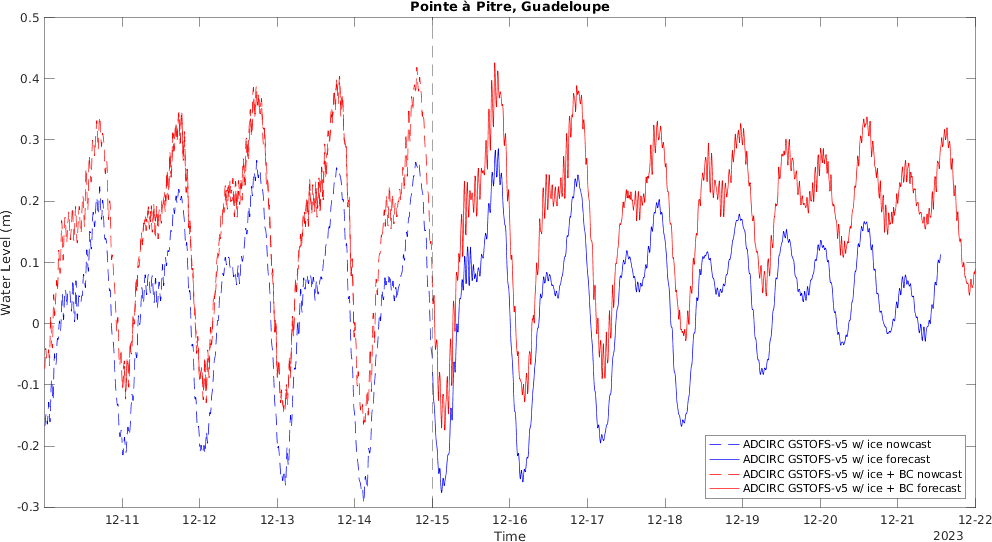 Pointe à Pitre, Guadeloupe
Water Level (m)
0.5
0.4
0.3
0.2
0.1
0
-0.1
-0.2
-0.3
ADCIRC GSTOFS-v5 w/ ice nowcast
ADCIRC GSTOFS-v5 w/ ice forecast
ADCIRC GSTOFS-v5 w/ ice + BC nowcast
ADCIRC GSTOFS-v5 w/ ice + BC forecast
12-11 12-12 12-13 12-14 12-15 12-16 12-17 12-18 12-19 12-20 12-21 12-22
Time
2023